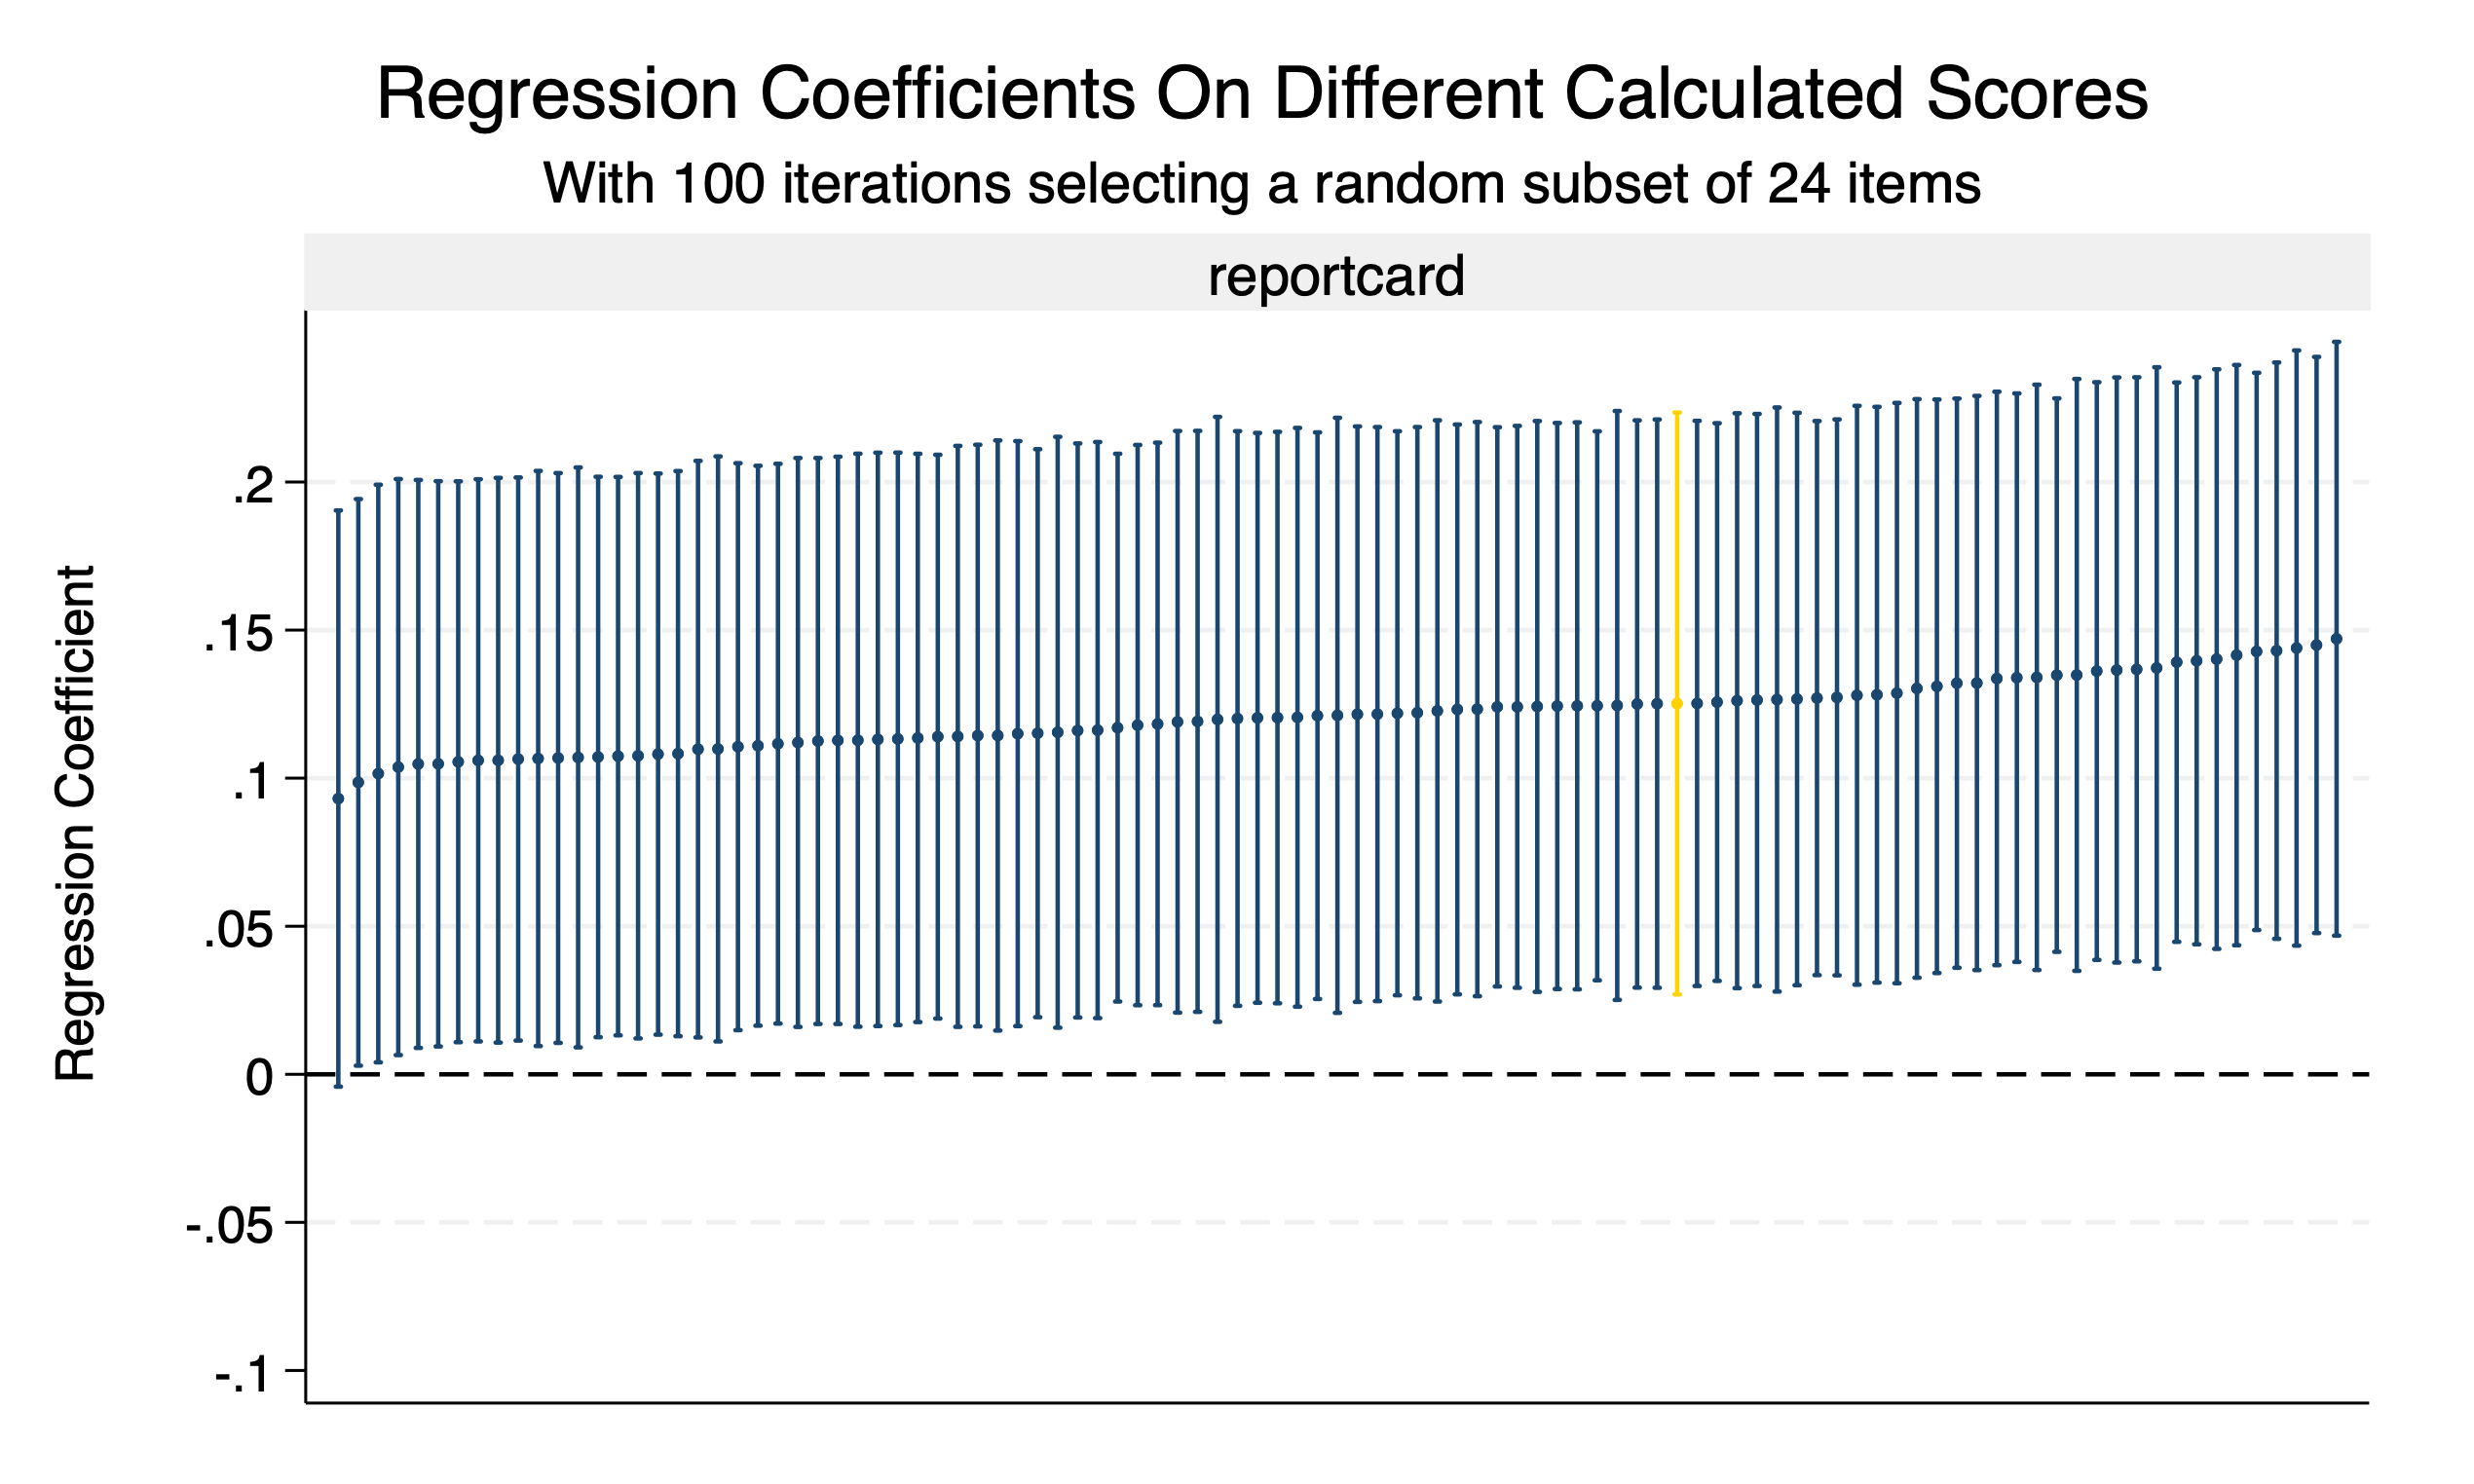 Regression Coefficients On Different Calculated Scores
With 100 iterations selecting a random subset of 24 items
reportcard
Regression Coefficient
.2
.15
.1
.05
0
-.05
-.1